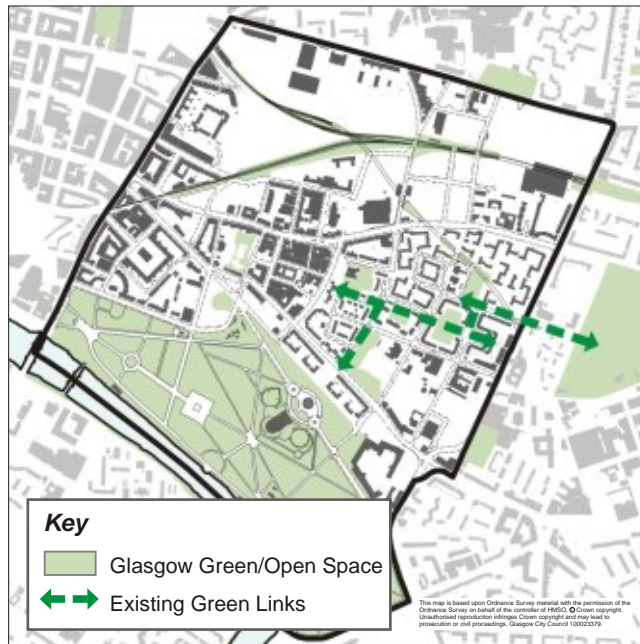 Key
Glasgow Green/Open Space
Existing Green Links
This map is based upon Ordnance Survey material with the permission of the
Ordnance Survey on behalf of the controller of HMSO, © Crown copyright.
Unauthorised reproduction infringes Crown copyright and may lead to
prosecution or civil proceedings. Glasgow City Council 100023379.